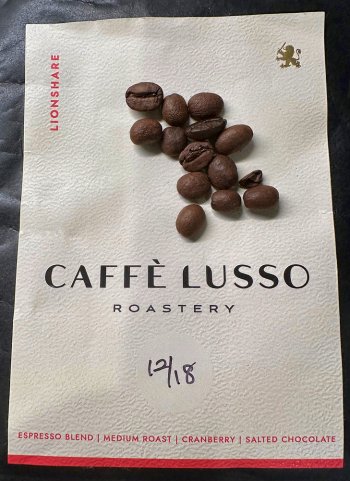 LIONSHARE
CAFFÈ LUSSO
ROASTERY
12/18
ESPRESSO BLEND | MEDIUM ROAST | CRANBERRY | SALTED CHOCOLATE